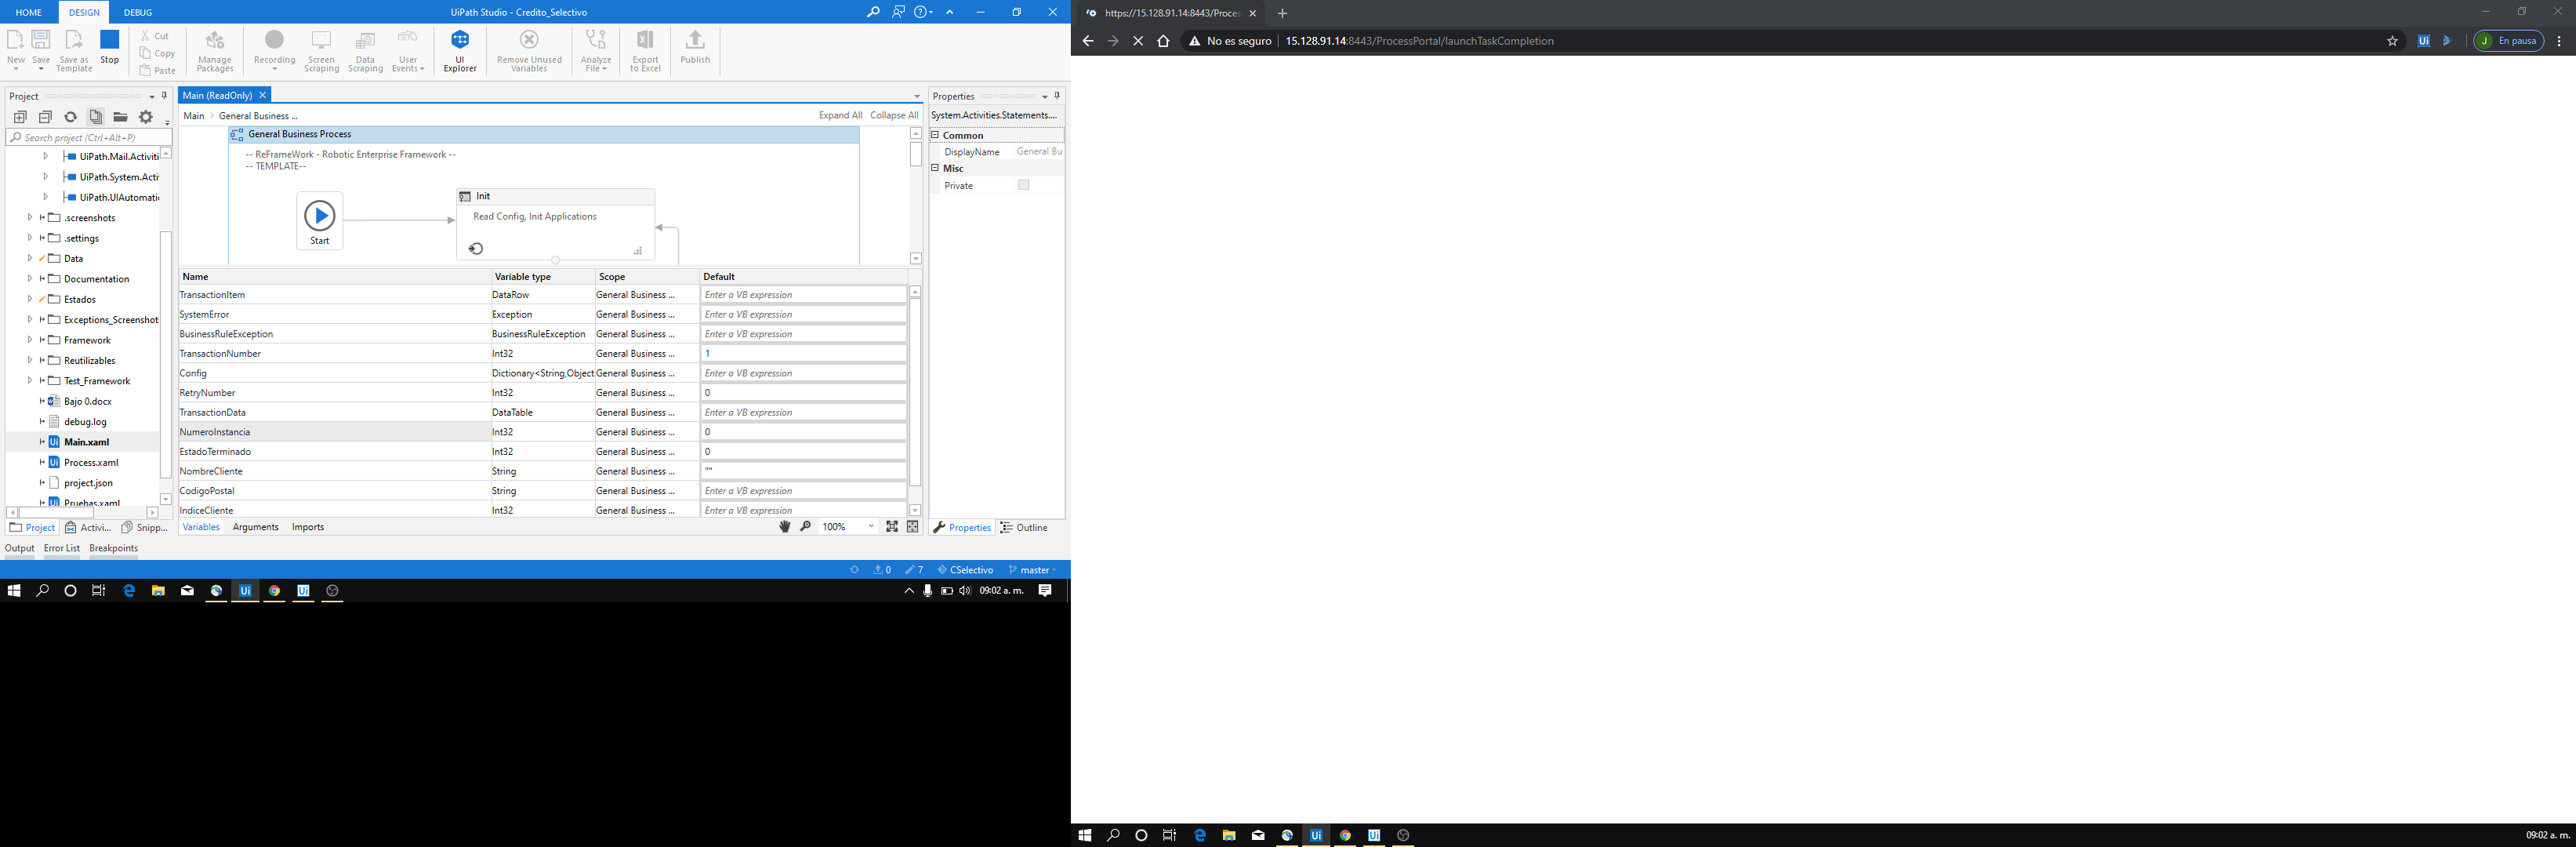 HOME DESIGN DEBUG UiPath Studio - Credito_Selectivo
New Save Save as Template Stop Cut Copy Paste Manage Packages Recording Screen Scraping Data Scraping User Events UI Explorer Remove Unused Variables Analyze File Export to Excel Publish
Project
Search project (Ctrl+Alt+P)
UiPath.Mail.Activiti
UiPath.System.Acti
UiPath.UIAutomati
.screenshots
.settings
Data
Documentation
Estados
Exceptions_Screenshot
Framework
Reutilizables
Test_Framework
Bajo 0.docx
debug.log
Main.xaml
Process.xaml
project.json
Pruebas.xaml
Project Activi... Snipp...
Output Error List Breakpoints
Main (ReadOnly)
Main > General Business ... Expand All Collapse All
General Business Process
-- ReFrameWork - Robotic Enterprise Framework --
-- TEMPLATE--
Start
Init
Read Config, Init Applications
Name Variable type Scope Default
TransactionItem DataRow General Business ... Enter a VB expression
SystemError Exception General Business ... Enter a VB expression
BusinessRuleException BusinessRuleException General Business ... Enter a VB expression
TransactionNumber Int32 General Business ... 1
Config Dictionary<String,Object General Business ... Enter a VB expression
RetryNumber Int32 General Business ... 0
TransactionData DataTable General Business ... Enter a VB expression
NumeroInstancia Int32 General Business ... 0
EstadoTerminado Int32 General Business ... 0
NombreCliente String General Business ... ""
CodigoPostal String General Business ... Enter a VB expression
IndiceCliente Int32 General Business ... Enter a VB expression
Variables Arguments Imports 100%
Properties
System.Activities.Statements....
Common
DisplayName General Bu
Misc
Private
Properties Outline
0 7 CSelectivo master
Ui Ui 09:02 a. m.
https://15.128.91.14:8443/Proces
No es seguro 15.128.91.14:8443/ProcessPortal/launchTaskCompletion Ui J En pausa
Ui Ui 09:02 a. m.